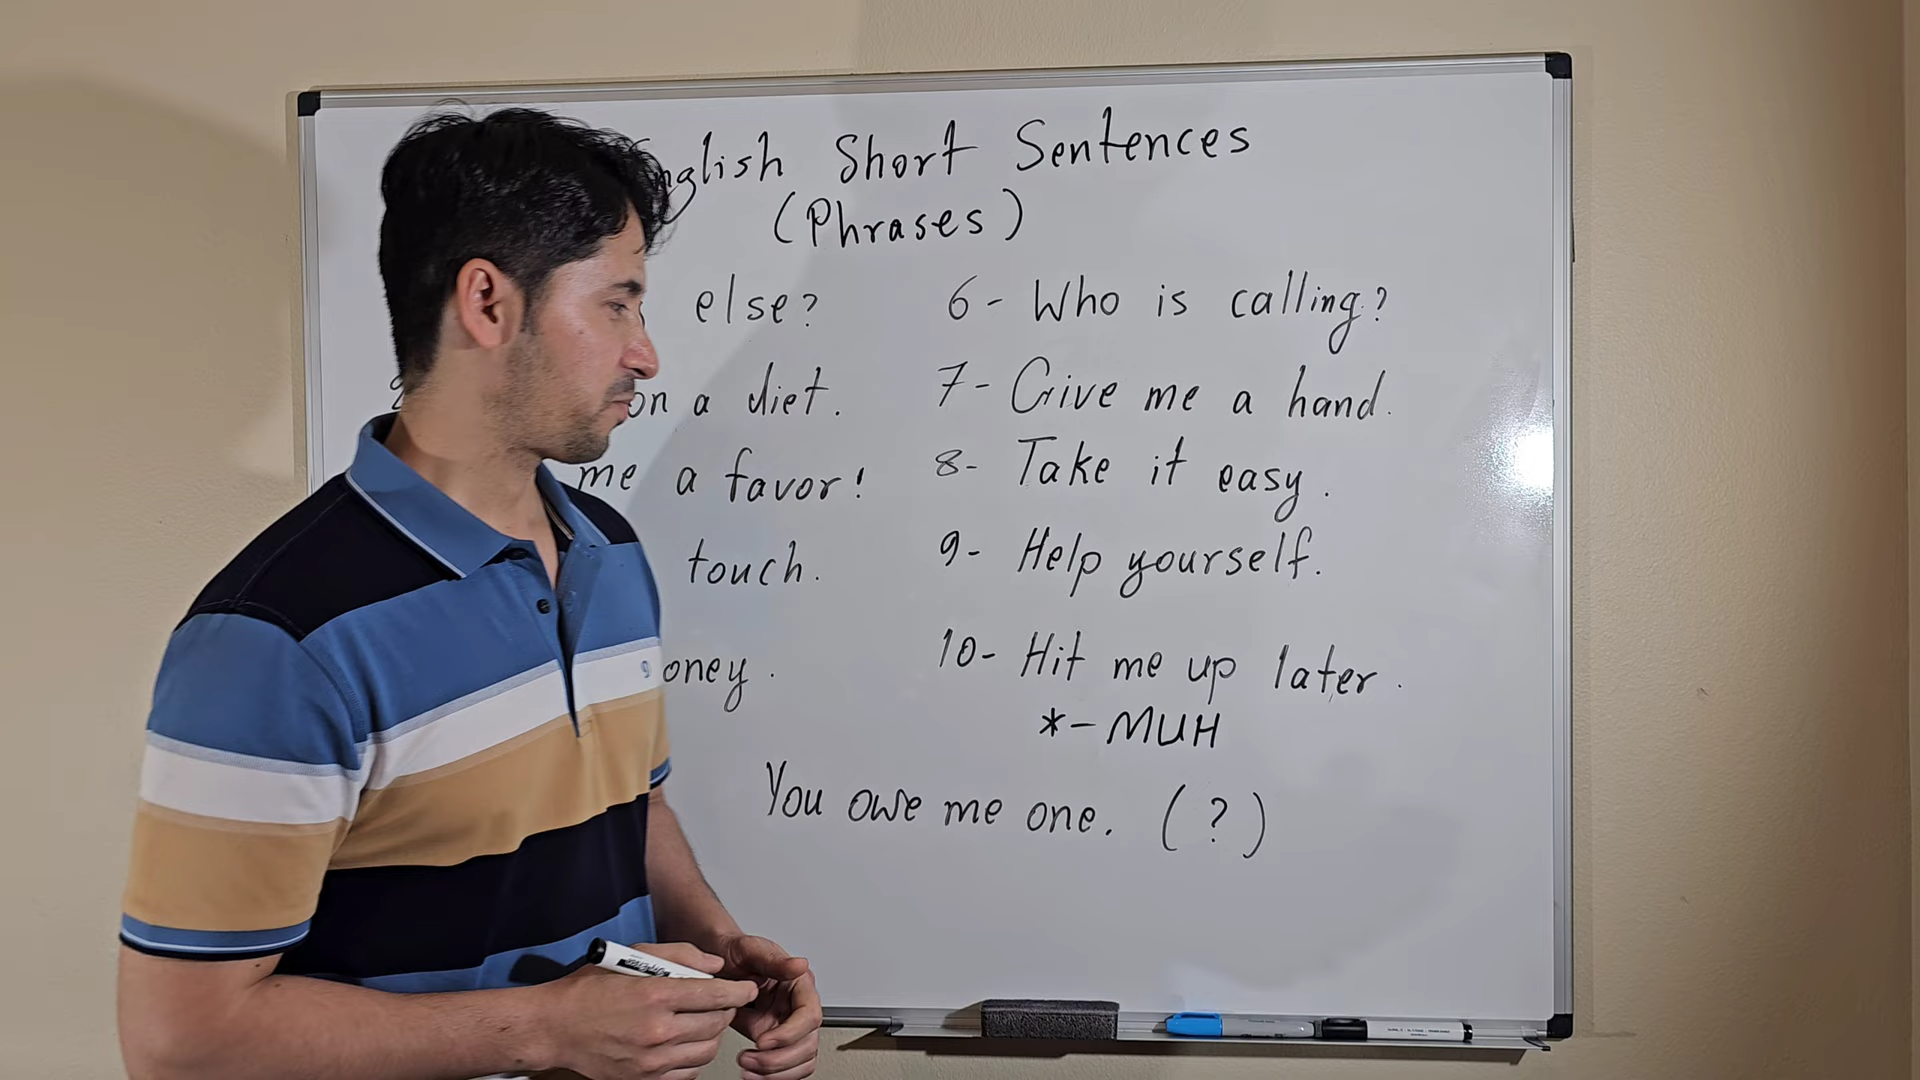 English Short Sentences
(Phrases)
else?
on a diet.
me a favor!
touch.
oney.
6- Who is calling?
7- Give me a hand.
8- Take it easy.
9- Help yourself.
10- Hit me up later.
*- MUH
You owe me one. (?)